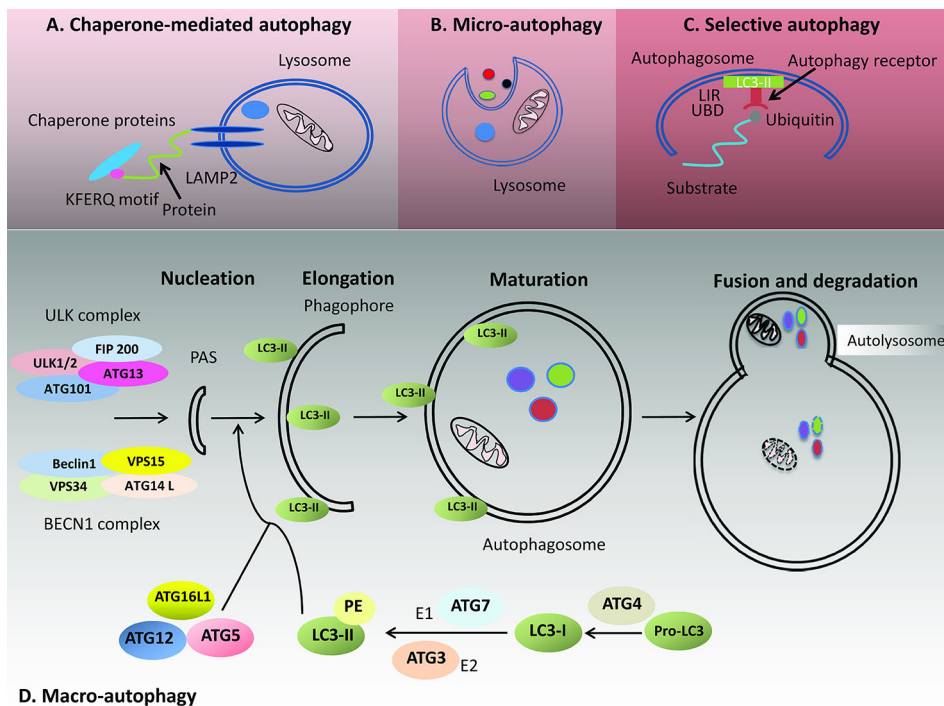 A. Chaperone-mediated autophagy
Lysosome
Chaperone proteins
LAMP2
KFERQ motif
Protein
B. Micro-autophagy
Lysosome
C. Selective autophagy
Autophagosome
Autophagy receptor
LC3-II
LIR
UBD
Ubiquitin
Substrate
Nucleation
Elongation
Maturation
Fusion and degradation
Phagophore
ULK complex
FIP 200
ULK1/2
ATG13
ATG101
PAS
LC3-II
LC3-II
LC3-II
LC3-II
LC3-II
LC3-II
Autolysosome
Beclin1
VPS15
VPS34
ATG14 L
BECN1 complex
Autophagosome
ATG16L1
ATG12
ATG5
PE
LC3-II
E1
ATG7
ATG3
E2
LC3-I
ATG4
Pro-LC3
D. Macro-autophagy